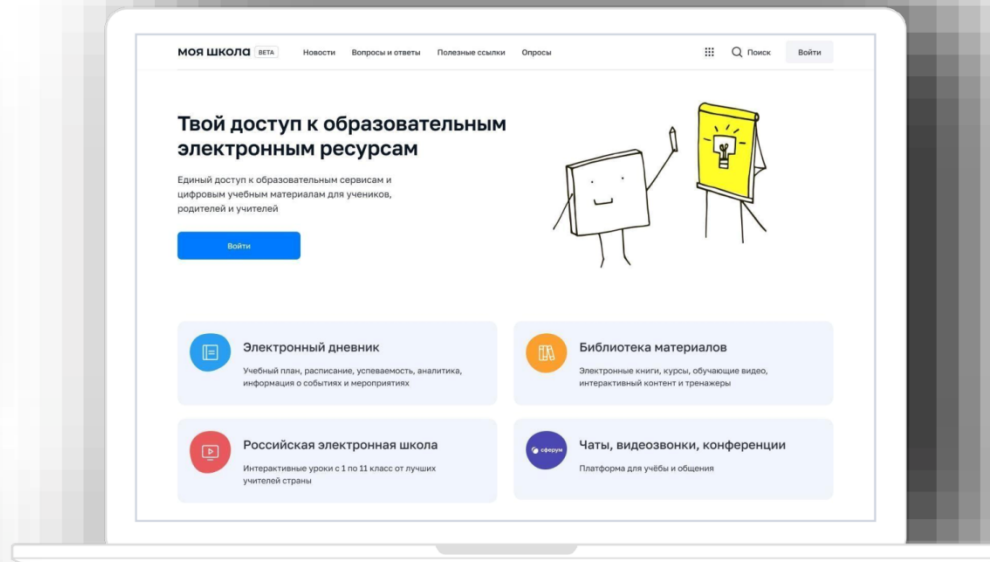 МОЯ ШКОЛА BETA Новости Вопросы и ответы Полезные ссылки Опросы Поиск Войти
Твой доступ к образовательным
электронным ресурсам
Единый доступ к образовательным сервисам и
цифровым учебным материалам для учеников,
родителей и учителей
Войти
Электронный дневник
Учебный план, расписание, успеваемость, аналитика,
информация о событиях и мероприятиях
Библиотека материалов
Электронные книги, курсы, обучающие видео,
интерактивный контент и тренажеры
Российская электронная школа
Интерактивные уроки с 1 по 11 класс от лучших
учителей страны
сферум
Чаты, видеозвонки, конференции
Платформа для учёбы и общения